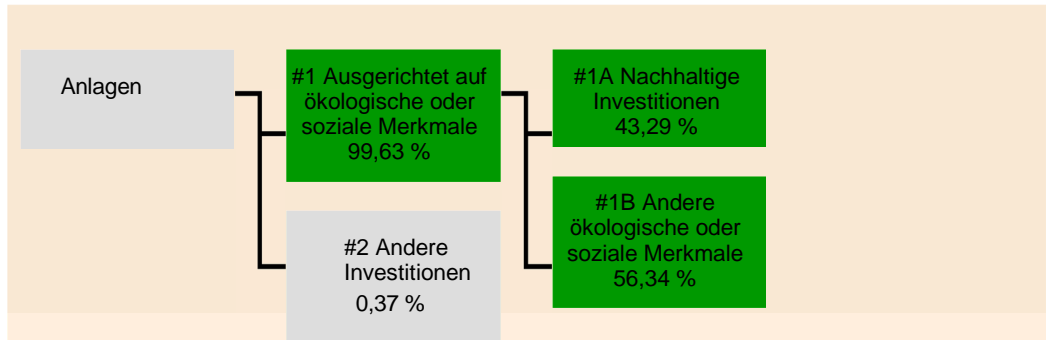 Anlagen
#1 Ausgerichtet auf
ökologische oder
soziale Merkmale
99,63 %
#2 Andere
Investitionen
0,37 %
#1A Nachhaltige
Investitionen
43,29 %
#1B Andere
ökologische oder
soziale Merkmale
56,34 %